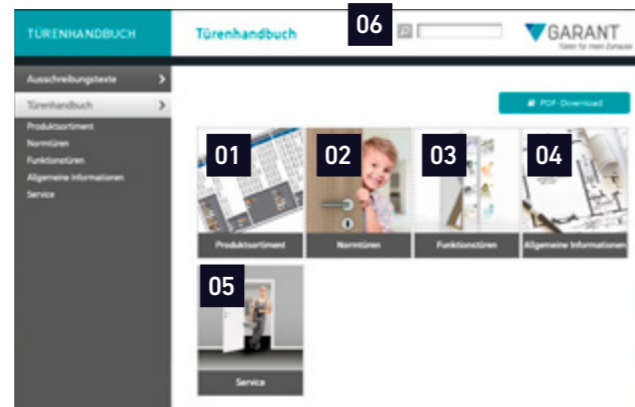 TÜRENHANDBUCH
Türenhandbuch
06
GARANT
Türen für mein Zuhause
Ausschreibungstexte
Türenhandbuch
Produktsortiment
Normtüren
Funktionstüren
Allgemeine Informationen
Service
PDF-Download
01
02
03
04
Produktsortiment
Normtüren
Funktionstüren
Allgemeine Informationen
05
Service